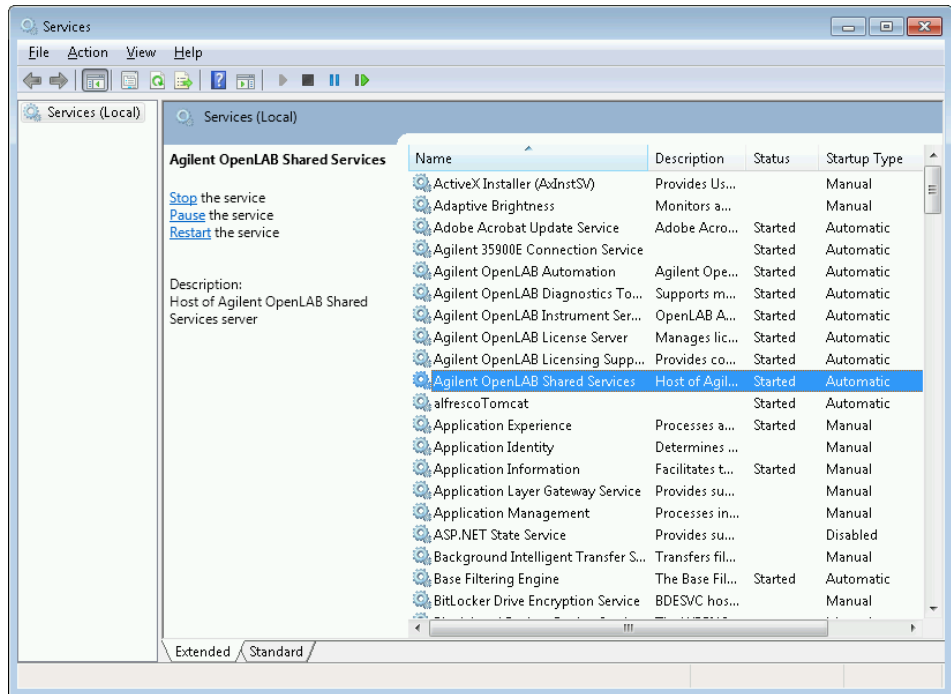 Services
File Action View Help
Services (Local)
Services (Local)
Agilent OpenLAB Shared Services
Stop the service
Pause the service
Restart the service
Description:
Host of Agilent OpenLAB Shared
Services server
Name Description Status Startup Type
ActiveX Installer (AxInstSV) Provides Us... Manual
Adaptive Brightness Monitors a... Manual
Adobe Acrobat Update Service Adobe Acro... Started Automatic
Agilent 35900E Connection Service Started Automatic
Agilent OpenLAB Automation Agilent Ope... Started Automatic
Agilent OpenLAB Diagnostics To... Supports m... Started Automatic
Agilent OpenLAB Instrument Ser... OpenLAB A... Started Automatic
Agilent OpenLAB License Server Manages lic... Started Automatic
Agilent OpenLAB Licensing Supp... Provides co... Started Automatic
Agilent OpenLAB Shared Services Host of Agil... Started Automatic
alfrescoTomcat Started Automatic
Application Experience Processes a... Started Manual
Application Identity Determines ... Manual
Application Information Facilitates t... Started Manual
Application Layer Gateway Service Provides su... Manual
Application Management Processes in... Manual
ASP.NET State Service Provides su... Disabled
Background Intelligent Transfer S... Transfers fil... Manual
Base Filtering Engine The Base Fil... Started Automatic
BitLocker Drive Encryption Service BDESVC hos... Manual
Extended Standard